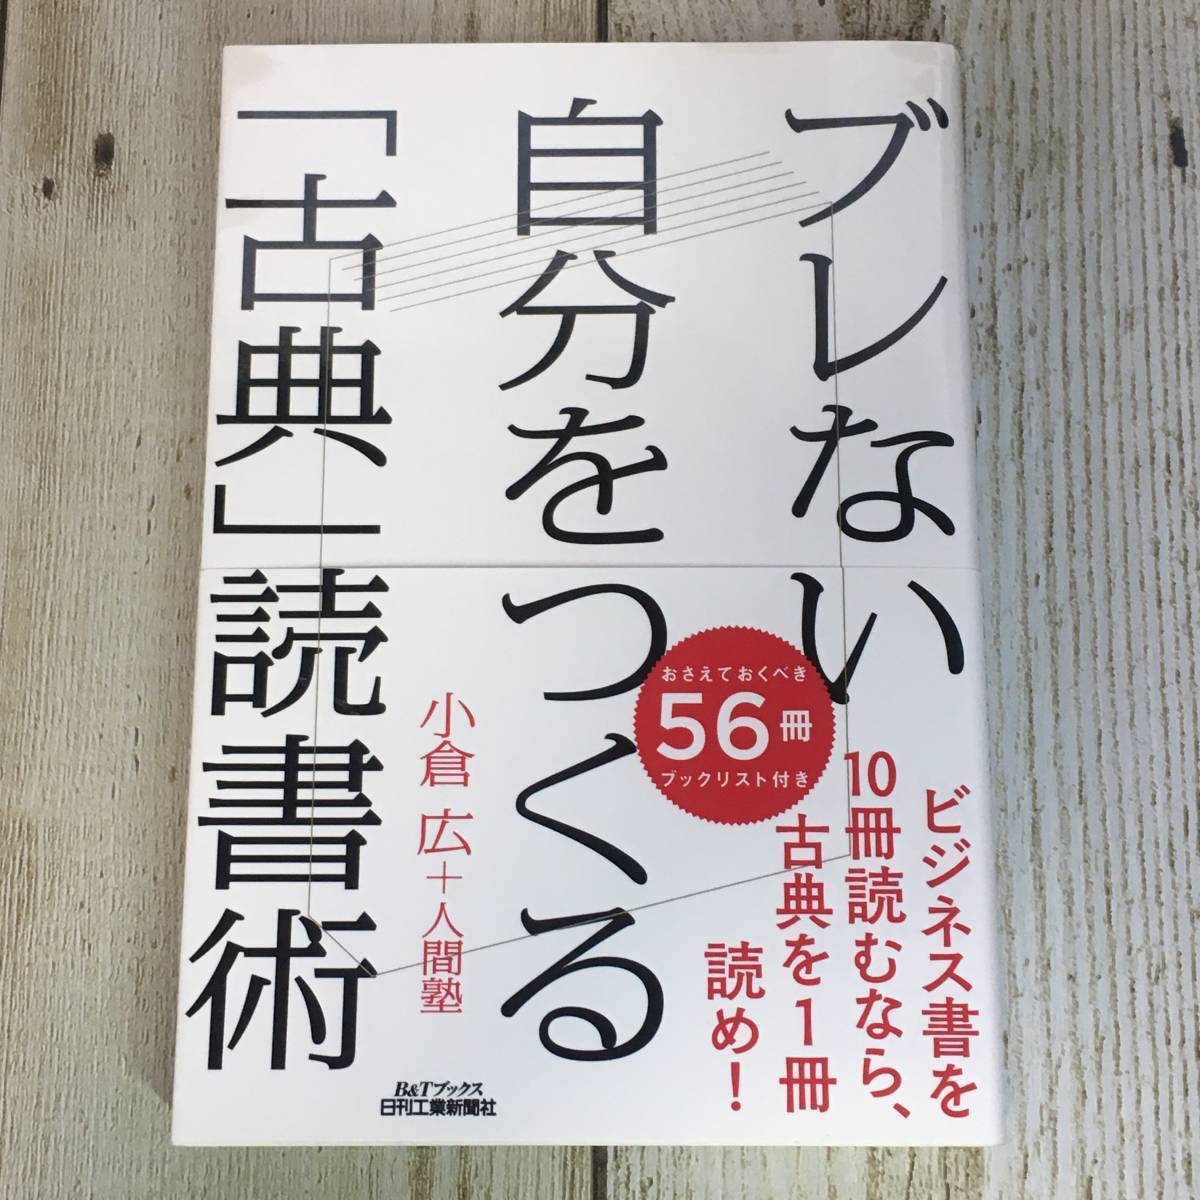 ブレない
自分をつくる
「古典」読書術
小倉 広+人間塾
おさえておくべき
56冊
ブックリスト付き
ビジネス書を
10冊読むなら、
古典を1冊
読め!
B&Tブックス
日刊工業新聞社